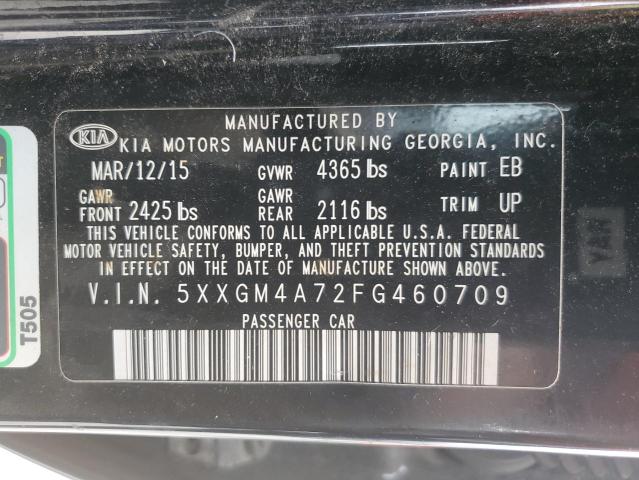 MANUFACTURED BY
KIA
KIA MOTORS MANUFACTURING GEORGIA, INC.
MAR/12/15 GVWR 4365 lbs PAINT EB
GAWR FRONT 2425 lbs GAWR REAR 2116 lbs TRIM UP
THIS VEHICLE CONFORMS TO ALL APPLICABLE U.S.A. FEDERAL
MOTOR VEHICLE SAFETY, BUMPER, AND THEFT PREVENTION STANDARDS
IN EFFECT ON THE DATE OF MANUFACTURE SHOWN ABOVE.
V.I.N. 5XXGM4A72FG460709
PASSENGER CAR
T505